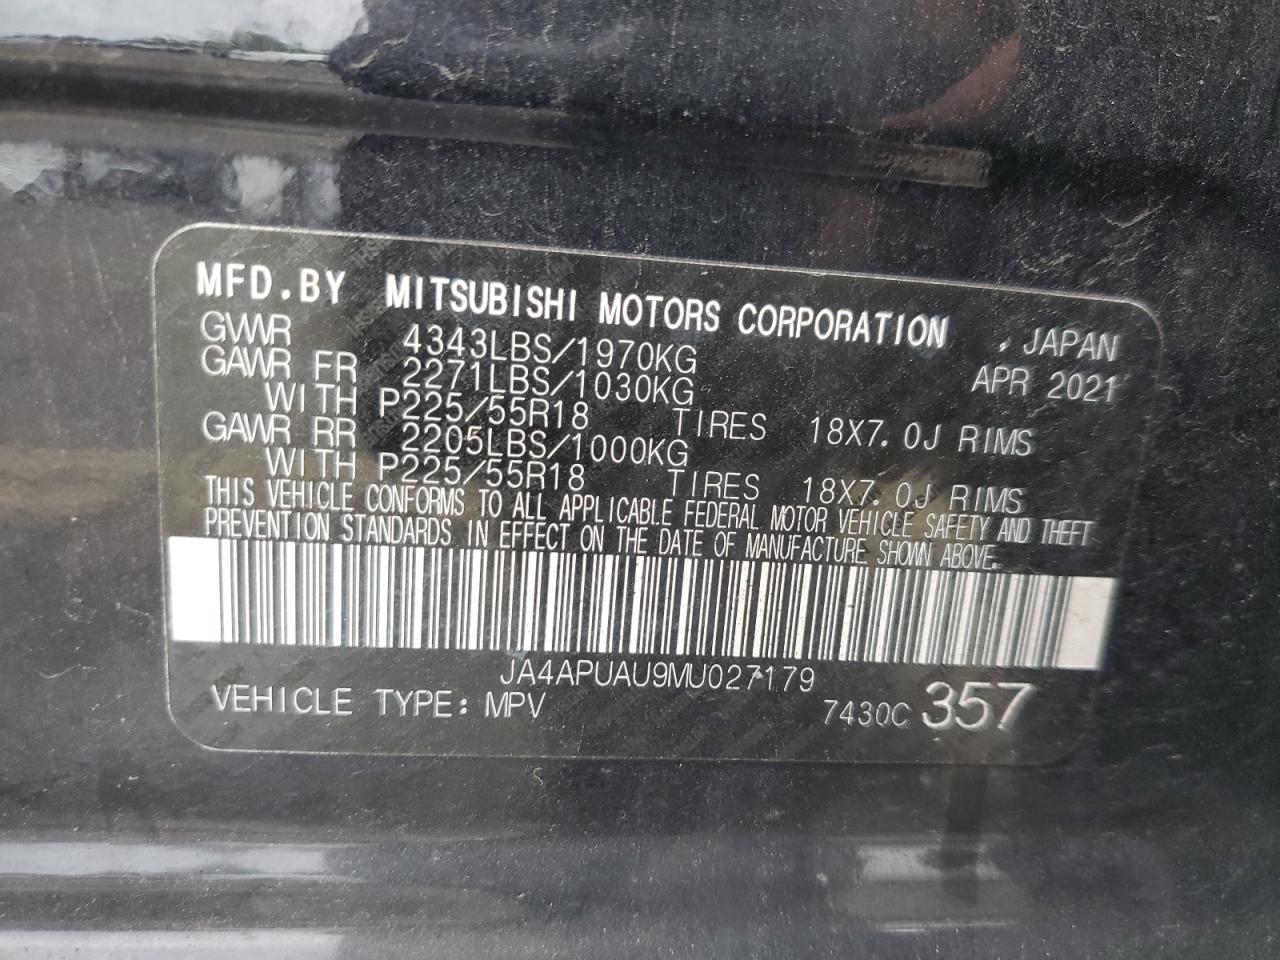 MFD.BY MITSUBISHI MOTORS CORPORATION , JAPAN
GVWR 4343LBS/1970KG APR 2021
GAWR FR 2271LBS/1030KG
WITH P225/55R18 TIRES 18X7.0J RIMS
GAWR RR 2205LBS/1000KG
WITH P225/55R18 TIRES 18X7.0J RIMS
THIS VEHICLE CONFORMS TO ALL APPLICABLE FEDERAL MOTOR VEHICLE SAFETY AND THEFT
PREVENTION STANDARDS IN EFFECT ON THE DATE OF MANUFACTURE SHOWN ABOVE.
JA4APUAU9MU027179
VEHICLE TYPE: MPV 7430C 357